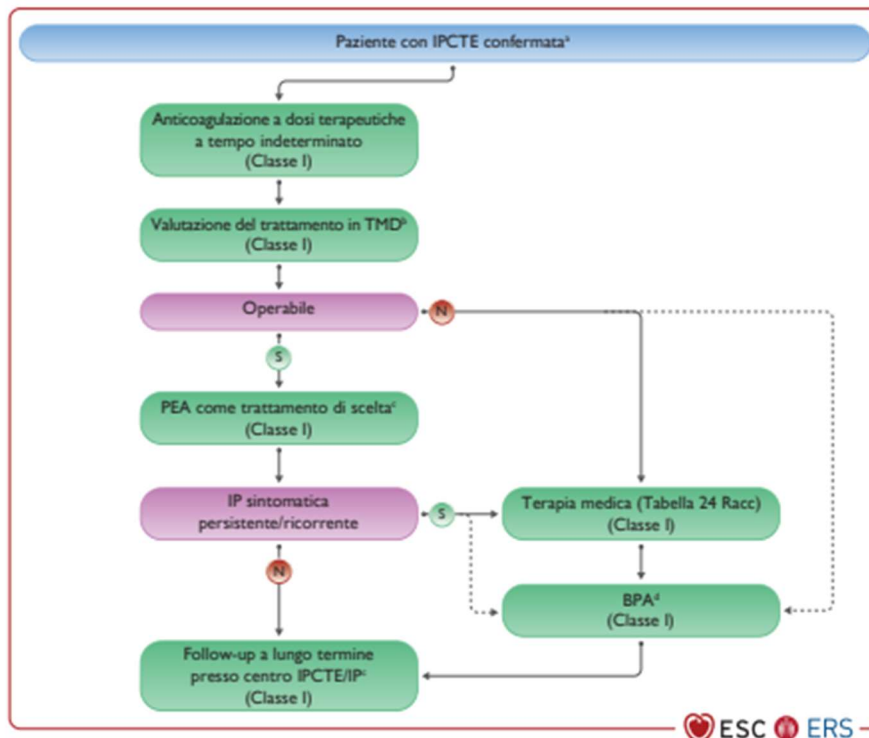 Paziente con IPCTE confermataᵃ
Anticoagulazione a dosi terapeutiche
a tempo indeterminato
(Classe I)
Valutazione del trattamento in TMDᵇ
(Classe I)
Operabile
N
S
PEA come trattamento di sceltaᶜ
(Classe I)
IP sintomatica
persistente/ricorrente
S
Terapia medica (Tabella 24 Racc)
(Classe I)
N
BPAᵈ
(Classe I)
Follow-up a lungo termine
presso centro IPCTE/IPᶜ
(Classe I)
ESC ERS